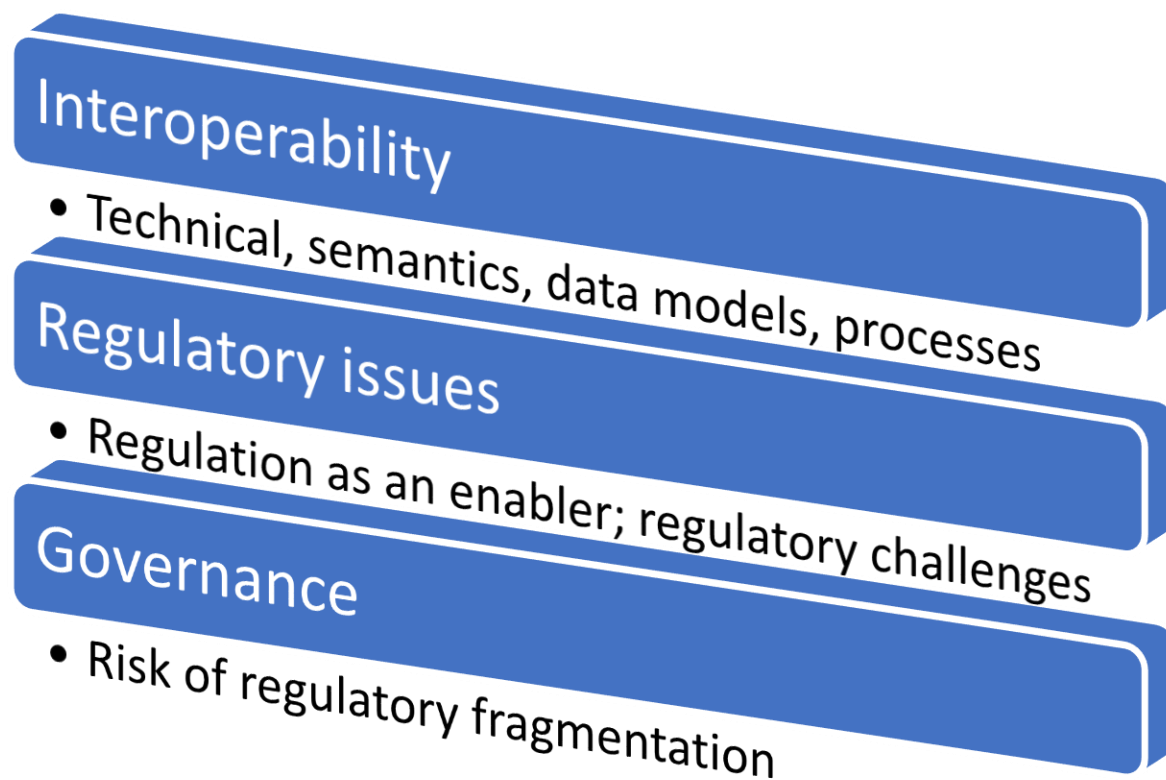 Interoperability
• Technical, semantics, data models, processes
Regulatory issues
• Regulation as an enabler; regulatory challenges
Governance
• Risk of regulatory fragmentation